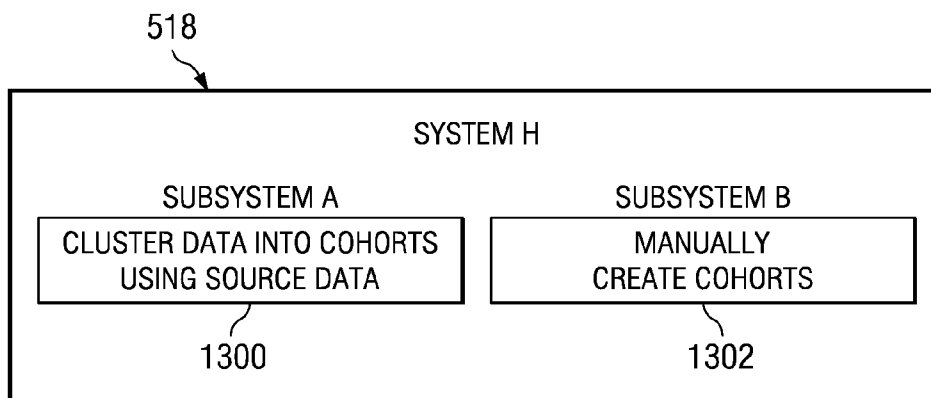 518
SYSTEM H
SUBSYSTEM A
CLUSTER DATA INTO COHORTS
USING SOURCE DATA
1300
SUBSYSTEM B
MANUALLY
CREATE COHORTS
1302